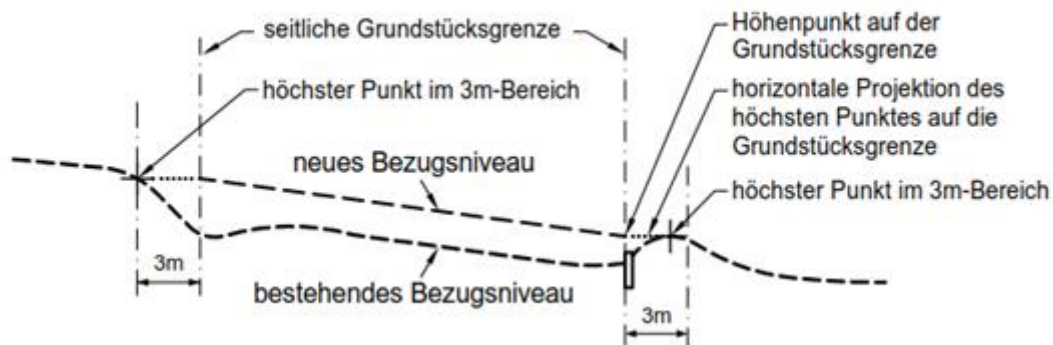 seitliche Grundstücksgrenze
Höhenpunkt auf der
Grundstücksgrenze
höchster Punkt im 3m-Bereich
horizontale Projektion des
höchsten Punktes auf die
Grundstücksgrenze
neues Bezugsniveau
höchster Punkt im 3m-Bereich
3m
bestehendes Bezugsniveau
3m